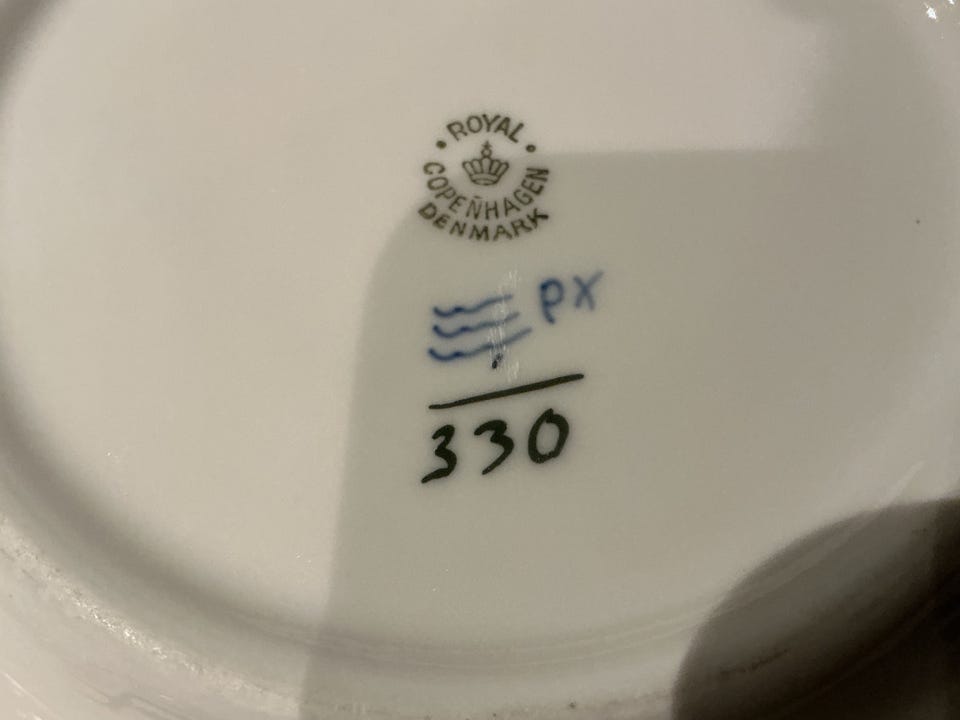 ROYAL
COPENHAGEN
DENMARK
PX
330